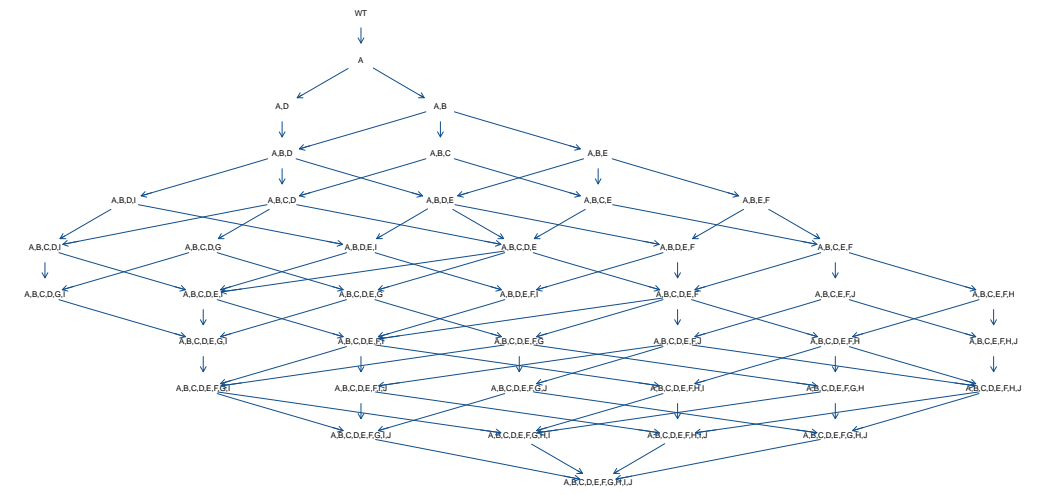 WT
A
A,D
A,B
A,B,D
A,B,C
A,B,E
A,B,D,I
A,B,C,D
A,B,D,E
A,B,C,E
A,B,E,F
A,B,C,D,I
A,B,C,D,G
A,B,D,E,I
A,B,C,D,E
A,B,D,E,F
A,B,C,E,F
A,B,C,D,G,I
A,B,C,D,E,I
A,B,C,D,E,G
A,B,D,E,F,I
A,B,C,D,E,F
A,B,C,E,F,J
A,B,C,E,F,H
A,B,C,D,E,G,I
A,B,C,D,E,F,I
A,B,C,D,E,F,G
A,B,C,D,E,F,J
A,B,C,D,E,F,H
A,B,C,E,F,H,J
A,B,C,D,E,F,G,I
A,B,C,D,E,F,I,J
A,B,C,D,E,F,G,J
A,B,C,D,E,F,H,I
A,B,C,D,E,F,G,H
A,B,C,D,E,F,H,J
A,B,C,D,E,F,G,I,J
A,B,C,D,E,F,G,H,I
A,B,C,D,E,F,H,I,J
A,B,C,D,E,F,G,H,J
A,B,C,D,E,F,G,H,I,J